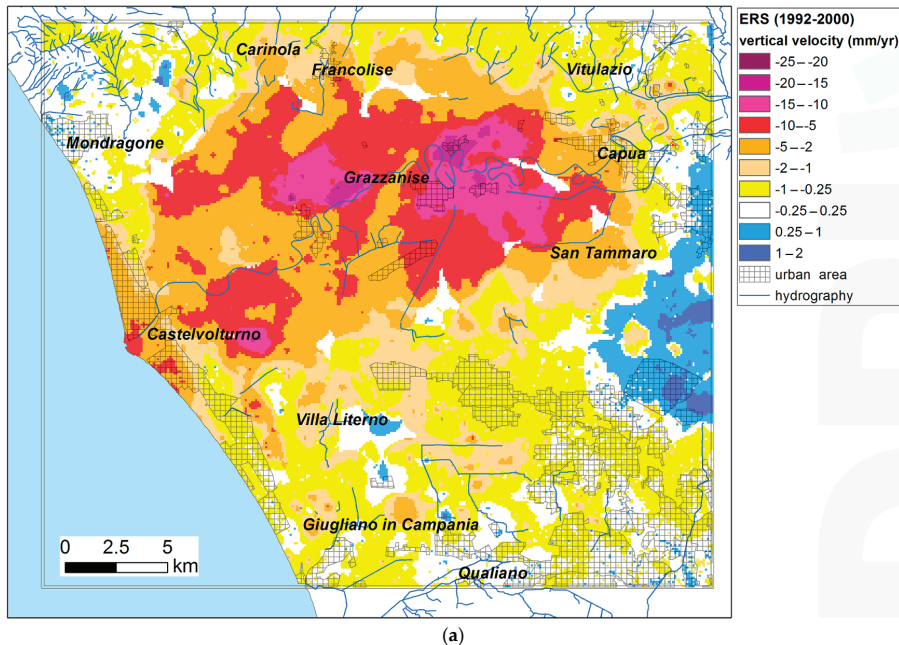 ERS (1992-2000)
vertical velocity (mm/yr)
-25--20
-20--15
-15--10
-10--5
-5--2
-2--1
-1--0.25
-0.25-0.25
0.25-1
1-2
urban area
hydrography
Carinola
Francolise
Vitulazio
Mondragone
Capua
Grazzanise
San Tammaro
Castelvolturno
Villa Literno
Giugliano in Campania
Qualiano
0 2.5 5
km
(a)